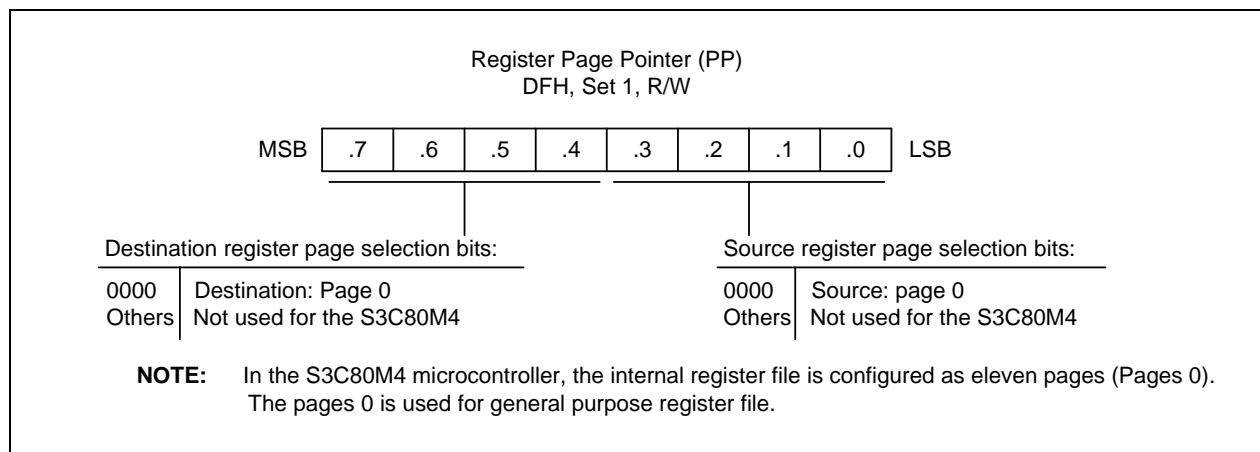 Register Page Pointer (PP)
DFH, Set 1, R/W
MSB .7 .6 .5 .4 .3 .2 .1 .0 LSB
Destination register page selection bits:
0000 Destination: Page 0
Others Not used for the S3C80M4
Source register page selection bits:
0000 Source: page 0
Others Not used for the S3C80M4
NOTE: In the S3C80M4 microcontroller, the internal register file is configured as eleven pages (Pages 0).
The pages 0 is used for general purpose register file.